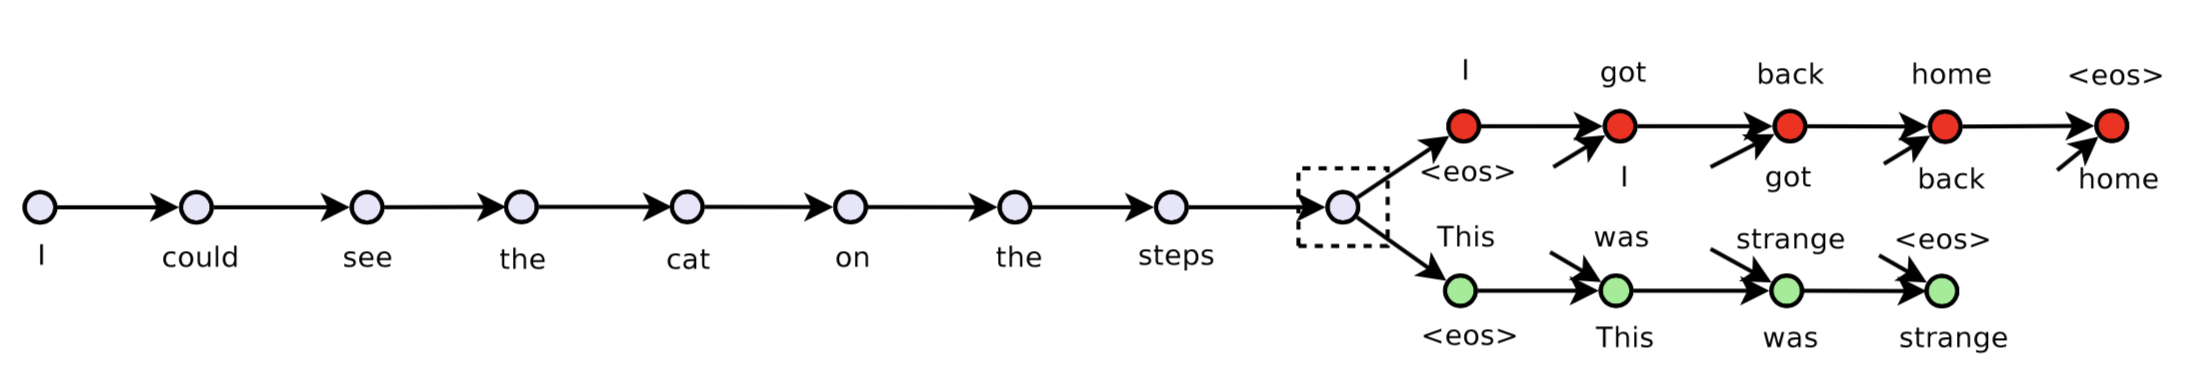 I got back home <eos>
<eos> I got back home
This was strange <eos>
I could see the cat on the steps
<eos> This was strange